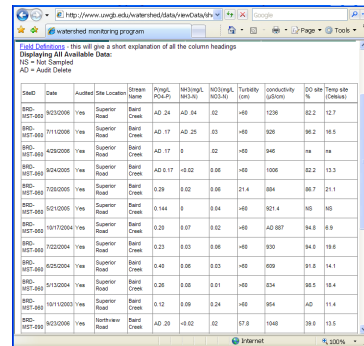 http://www.uwgb.edu/watershed/data/viewData/sh
Google
watershed monitoring program
Page
Tools
Field Definitions - this will give a short explanation of all the column headings
Displaying All Available Data:
NS = Not Sampled
AD = Audit Delete
SiteID Date Audited Site Location Stream Name P(mg/L PO4-P) NH3(mg/L NH3-N) NO3(mg/L NO3-N) Turbidity (cm) conductivity (µS/cm) DO site % Temp site (Celsius)
BRD-MST-060 9/23/2006 Yes Superior Road Baird Creek AD .24 AD .04 .02 >60 1236 82.2 12.7
BRD-MST-060 7/11/2006 Yes Superior Road Baird Creek AD .17 AD .25 .03 >60 926 96.2 16.5
BRD-MST-060 4/29/2006 Yes Superior Road Baird Creek AD .17 0 .02 >60 946 ns ns
BRD-MST-060 9/24/2005 Yes Superior Road Baird Creek AD 0.17 <0.02 0.06 >60 1006 82.2 13.3
BRD-MST-060 7/28/2005 Yes Superior Road Baird Creek 0.29 0.02 0.06 21.4 884 86.7 21.1
BRD-MST-060 5/21/2005 Yes Superior Road Baird Creek 0.144 0 0.04 >60 921.4 NS NS
BRD-MST-060 10/17/2004 Yes Superior Road Baird Creek 0.20 0.07 0.02 >60 AD 887 94.8 6.9
BRD-MST-060 7/22/2004 Yes Superior Road Baird Creek 0.23 0.03 0.06 >60 930 94.0 19.6
BRD-MST-060 6/25/2004 Yes Superior Road Baird Creek 0.40 0.06 0.03 >60 609 91.8 14.1
BRD-MST-060 5/13/2004 Yes Superior Road Baird Creek 0.26 0.08 0.01 >60 834 98.5 18.4
BRD-MST-060 10/11/2003 Yes Superior Road Baird Creek 0.12 0.09 0.24 >60 954 AD 11.4
BRD-MST-090 9/23/2006 Yes Northview Road Baird Creek AD .20 <0.02 .02 57.8 1048 39.0 13.5
Internet
100%